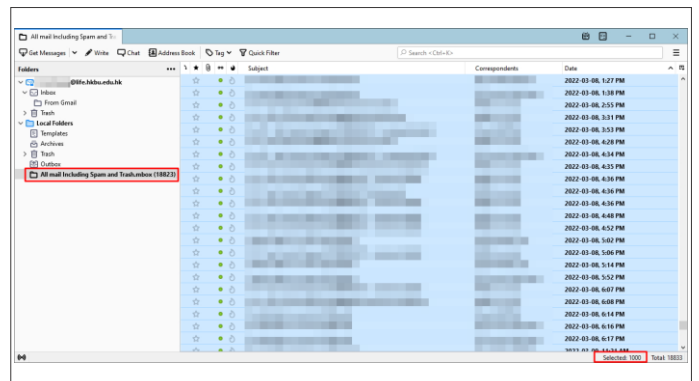 All mail Including Spam and Tra
Get Messages Write Chat Address Book Tag Quick Filter Search <Ctrl+K>
Folders Subject Correspondents Date
@life.hkbu.edu.hk
Inbox
From Gmail
Trash
Local Folders
Templates
Archives
Trash
Outbox
All mail Including Spam and Trash.mbox (18823)
2022-03-08, 1:27 PM
2022-03-08, 1:38 PM
2022-03-08, 2:55 PM
2022-03-08, 3:31 PM
2022-03-08, 3:53 PM
2022-03-08, 4:28 PM
2022-03-08, 4:34 PM
2022-03-08, 4:35 PM
2022-03-08, 4:36 PM
2022-03-08, 4:36 PM
2022-03-08, 4:36 PM
2022-03-08, 4:48 PM
2022-03-08, 4:52 PM
2022-03-08, 5:02 PM
2022-03-08, 5:06 PM
2022-03-08, 5:14 PM
2022-03-08, 5:52 PM
2022-03-08, 6:07 PM
2022-03-08, 6:08 PM
2022-03-08, 6:14 PM
2022-03-08, 6:16 PM
2022-03-08, 6:17 PM
Selected: 1000 Total: 18833